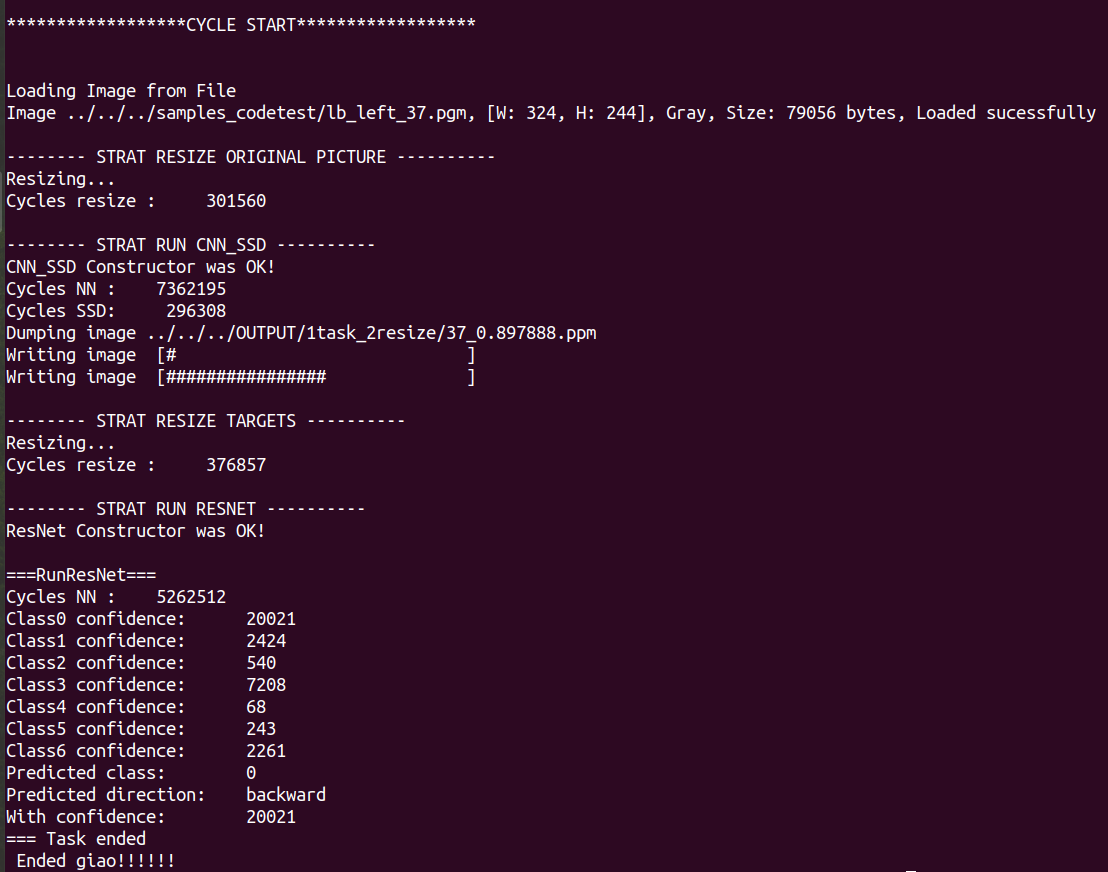 ******************CYCLE START******************
Loading Image from File
Image ../../../samples_codetest/lb_left_37.pgm, [W: 324, H: 244], Gray, Size: 79056 bytes, Loaded sucessfully
-------- STRAT RESIZE ORIGINAL PICTURE ----------
Resizing...
Cycles resize :     301560
-------- STRAT RUN CNN_SSD ----------
CNN_SSD Constructor was OK!
Cycles NN :    7362195
Cycles SSD:     296308
Dumping image ../../../OUTPUT/1task_2resize/37_0.897888.ppm
Writing image  [#                             ]
Writing image  [################              ]
-------- STRAT RESIZE TARGETS ----------
Resizing...
Cycles resize :     376857
-------- STRAT RUN RESNET ----------
ResNet Constructor was OK!
===RunResNet===
Cycles NN :    5262512
Class0 confidence:      20021
Class1 confidence:      2424
Class2 confidence:      540
Class3 confidence:      7208
Class4 confidence:      68
Class5 confidence:      243
Class6 confidence:      2261
Predicted class:        0
Predicted direction:    backward
With confidence:        20021
=== Task ended
 Ended giao!!!!!!